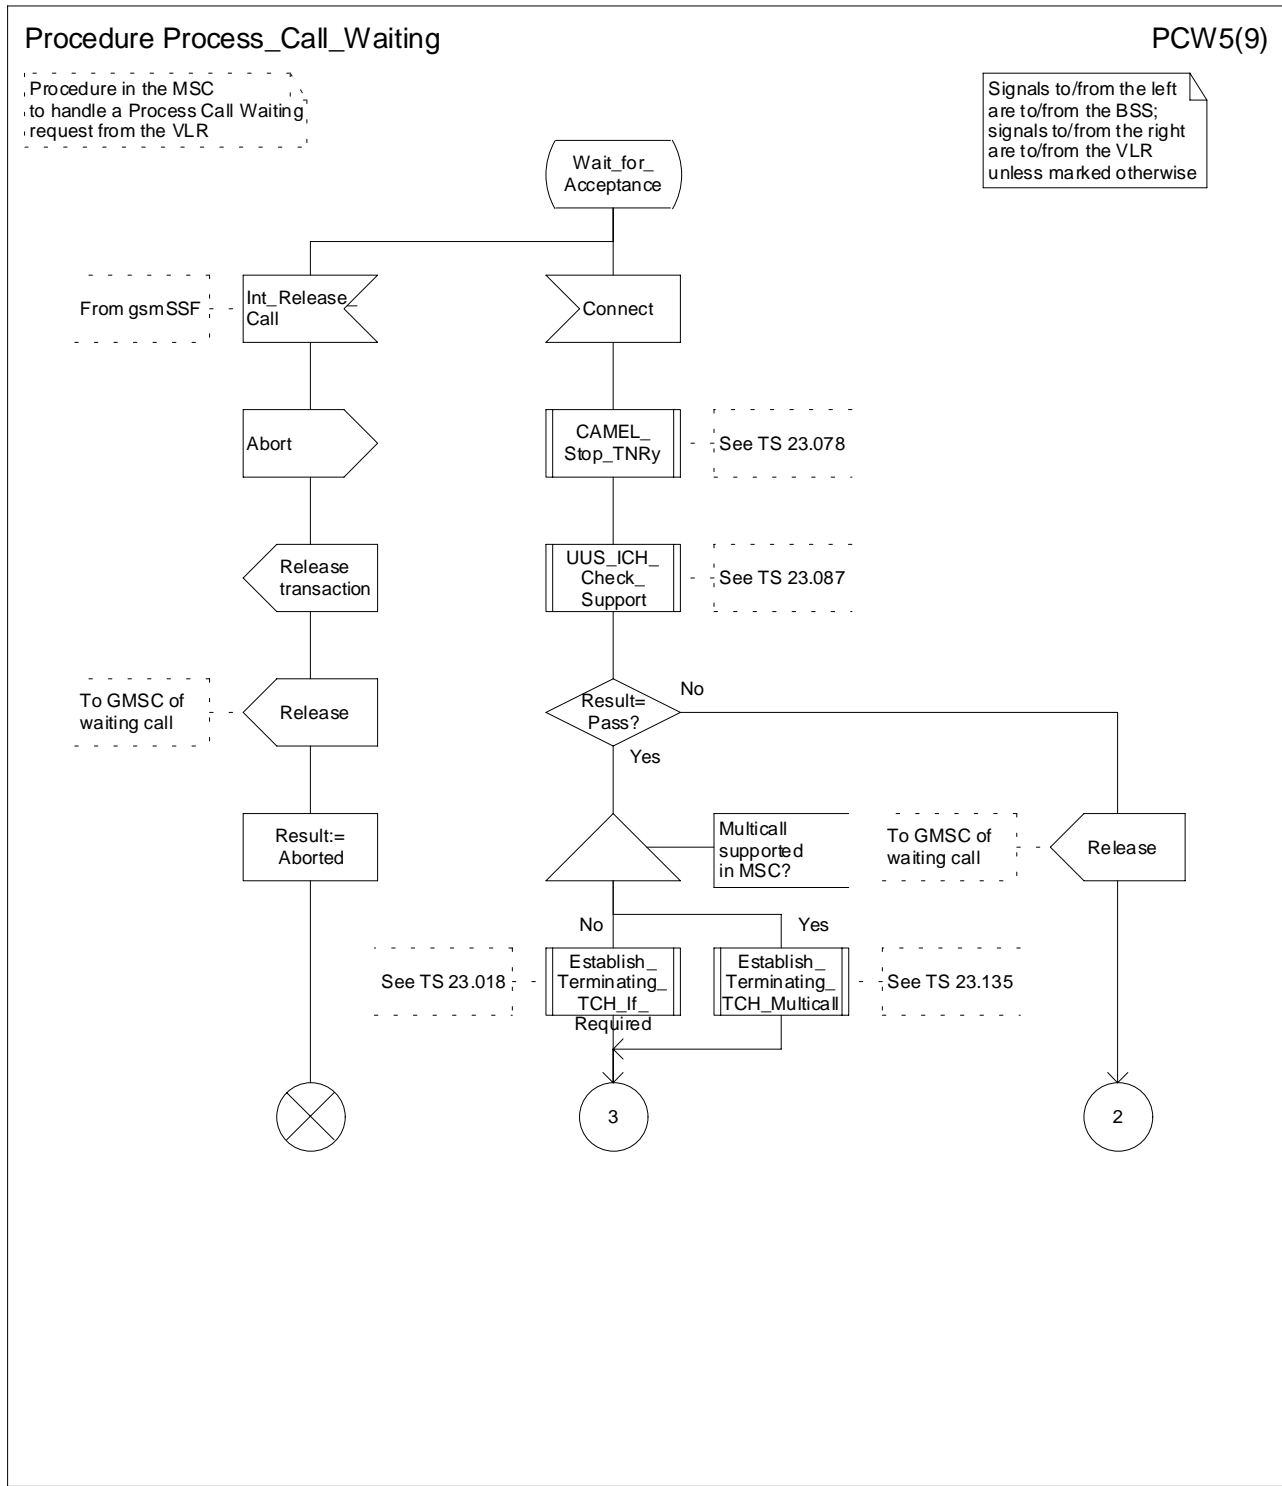 Procedure Process_Call_Waiting
PCW5(9)
Procedure in the MSC
to handle a Process Call Waiting
request from the VLR
Signals to/from the left
are to/from the BSS;
signals to/from the right
are to/from the VLR
unless marked otherwise
Wait_for_
Acceptance
From gsmSSF
Int_Release_
Call
Connect
Abort
CAMEL_
Stop_TNRy
See TS 23.078
Release
transaction
UUS_ICH_
Check_
Support
See TS 23.087
To GMSC of
waiting call
Release
Result=
Pass?
No
Yes
Result:=
Aborted
Multicall
supported
in MSC?
To GMSC of
waiting call
Release
No
Yes
See TS 23.018
Establish_
Terminating_
TCH_If_
Required
Establish_
Terminating_
TCH_Multicall
See TS 23.135
3
2